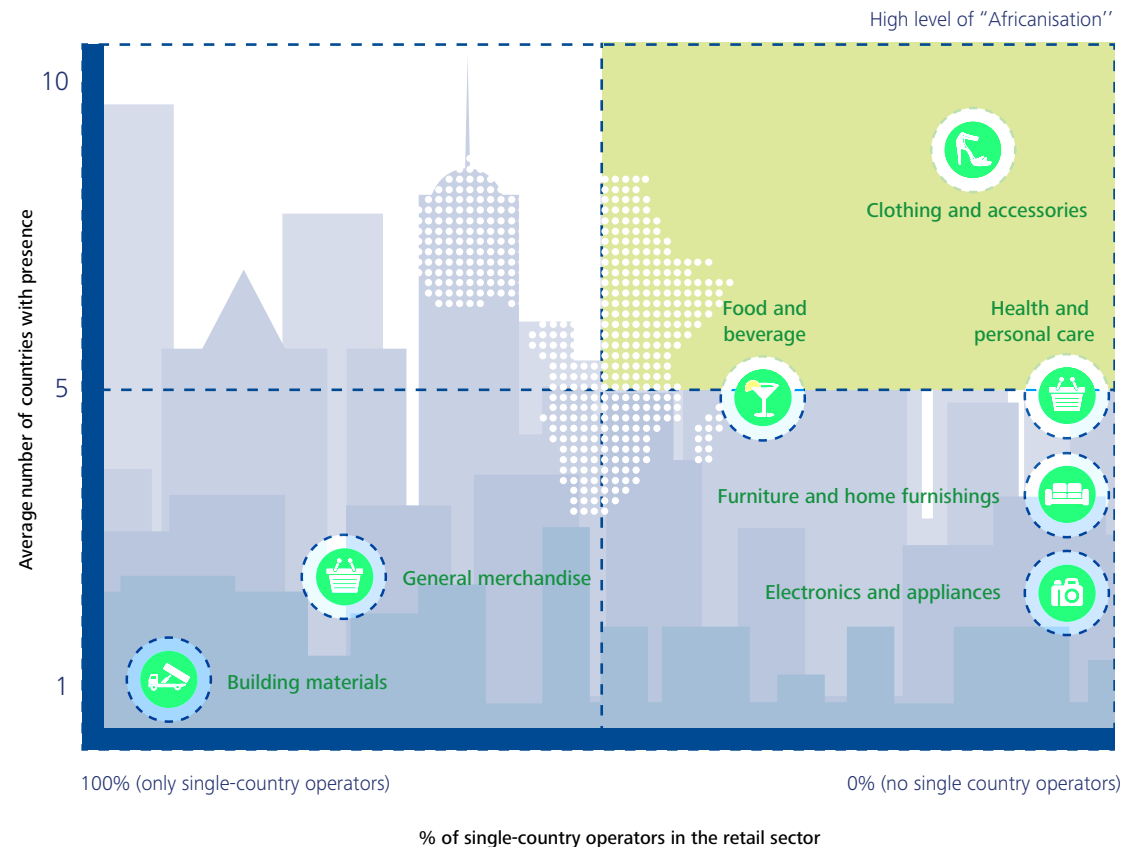 High level of “Africanisation’’
10
Clothing and accessories
Average number of countries with presence
Food and
beverage
Health and
personal care
5
Furniture and home furnishings
General merchandise
Electronics and appliances
1
Building materials
100% (only single-country operators)
0% (no single country operators)
% of single-country operators in the retail sector